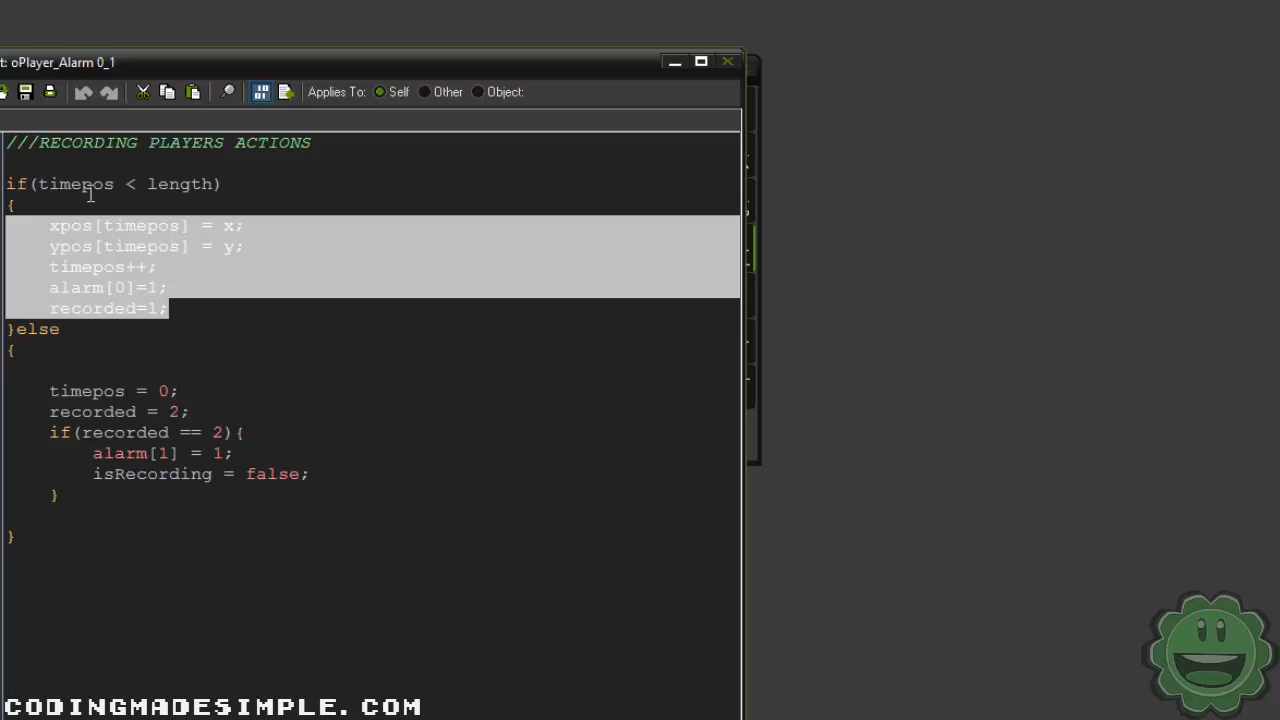 t: oPlayer_Alarm 0_1
Applies To: Self Other Object:
///RECORDING PLAYERS ACTIONS
if(timepos < length)
{
xpos[timepos] = x;
ypos[timepos] = y;
timepos++;
alarm[0]=1;
recorded=1;
}else
{
timepos = 0;
recorded = 2;
if(recorded == 2){
alarm[1] = 1;
isRecording = false;
}
}
CODINGMADESIMPLE.COM